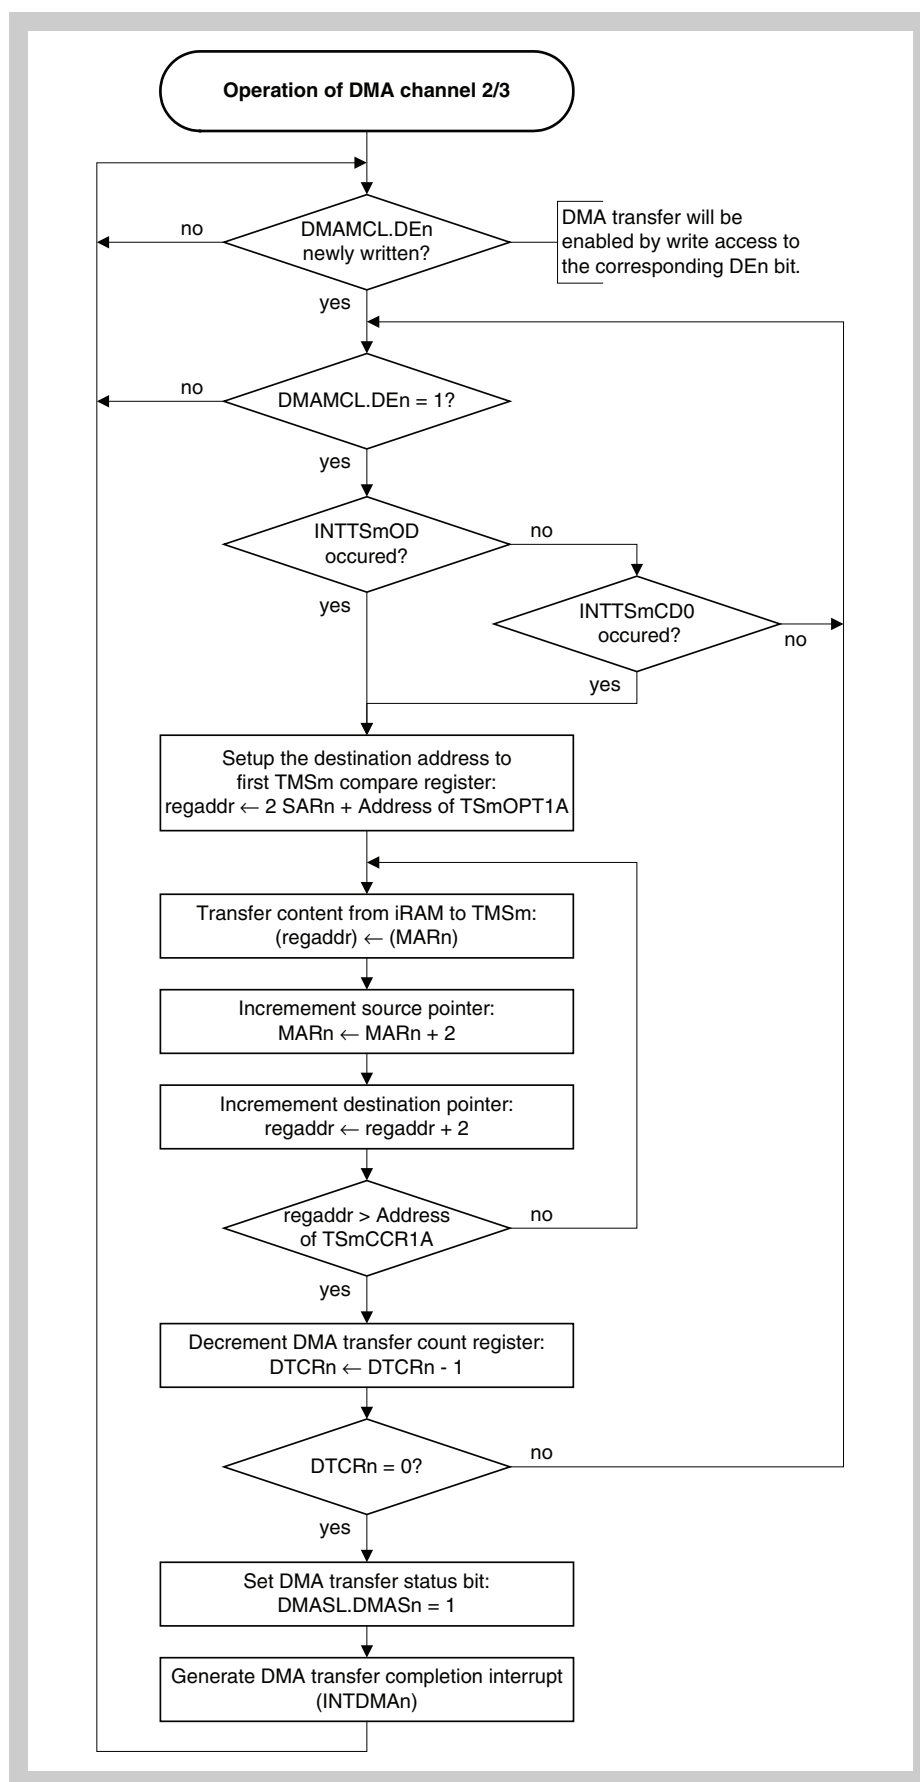 Operation of DMA channel 2/3
no
DMAMCL.DEn
newly written?
DMA transfer will be
enabled by write access to
the corresponding DEn bit.
yes
no
DMAMCL.DEn = 1?
yes
INTTSmOD
occured?
no
yes
INTTSmCD0
occured?
no
yes
Setup the destination address to
first TMSm compare register:
regaddr ← 2 SARn + Address of TSmOPT1A
Transfer content from iRAM to TMSm:
(regaddr) ← (MARn)
Incremement source pointer:
MARn ← MARn + 2
Incremement destination pointer:
regaddr ← regaddr + 2
regaddr > Address
of TSmCCR1A
no
yes
Decrement DMA transfer count register:
DTCRn ← DTCRn - 1
DTCRn = 0?
no
yes
Set DMA transfer status bit:
DMASL.DMASn = 1
Generate DMA transfer completion interrupt
(INTDMAn)